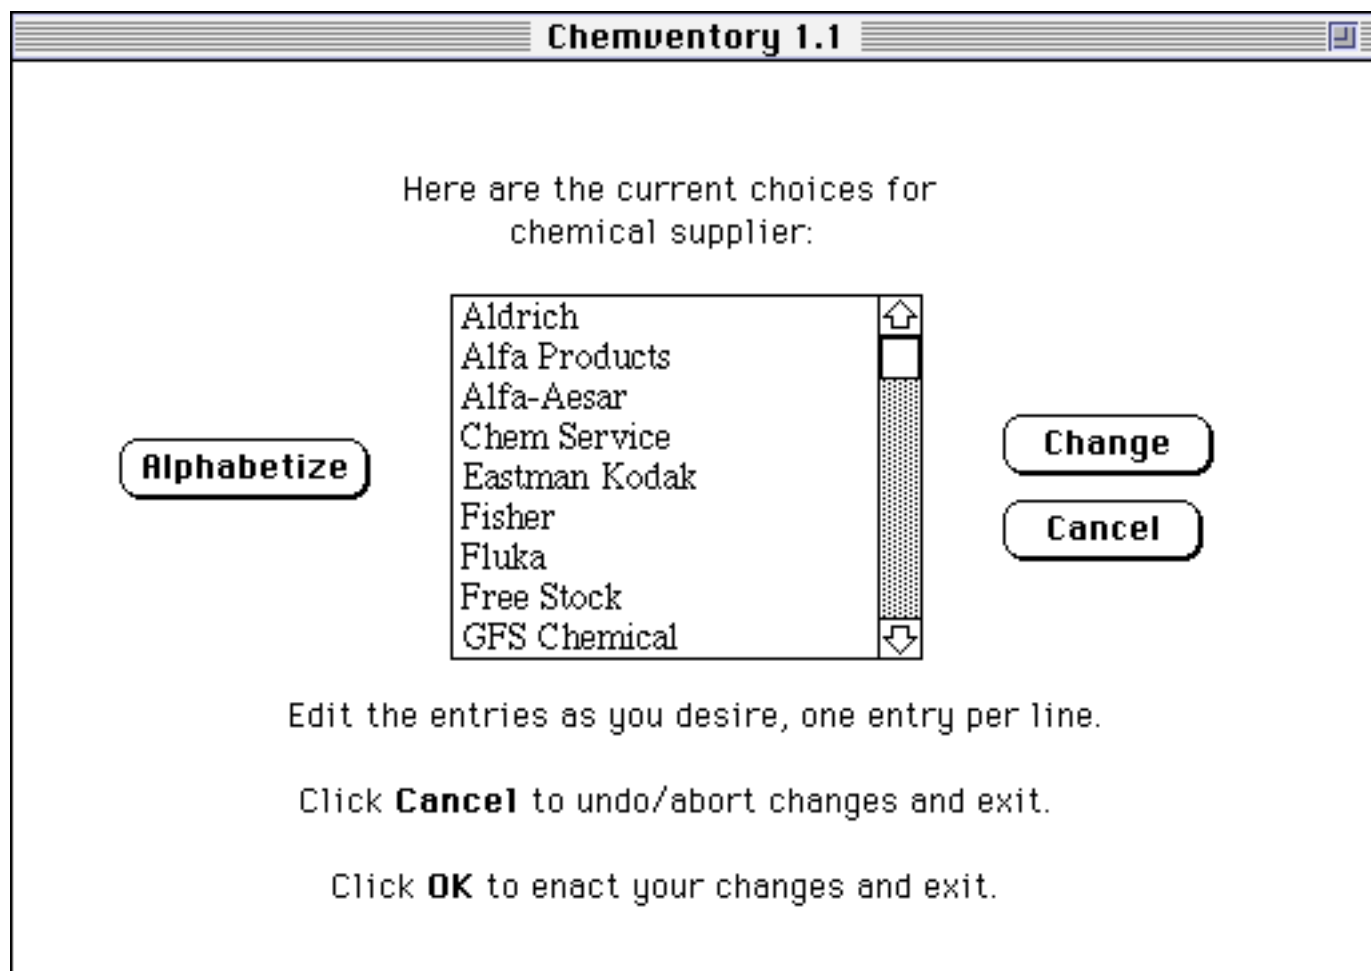 Chemventory 1.1
Here are the current choices for
chemical supplier:
Aldrich
Alfa Products
Alfa-Aesar
Chem Service
Eastman Kodak
Fisher
Fluka
Free Stock
GFS Chemical
Alphabetize
Change
Cancel
Edit the entries as you desire, one entry per line.
Click Cancel to undo/abort changes and exit.
Click OK to enact your changes and exit.